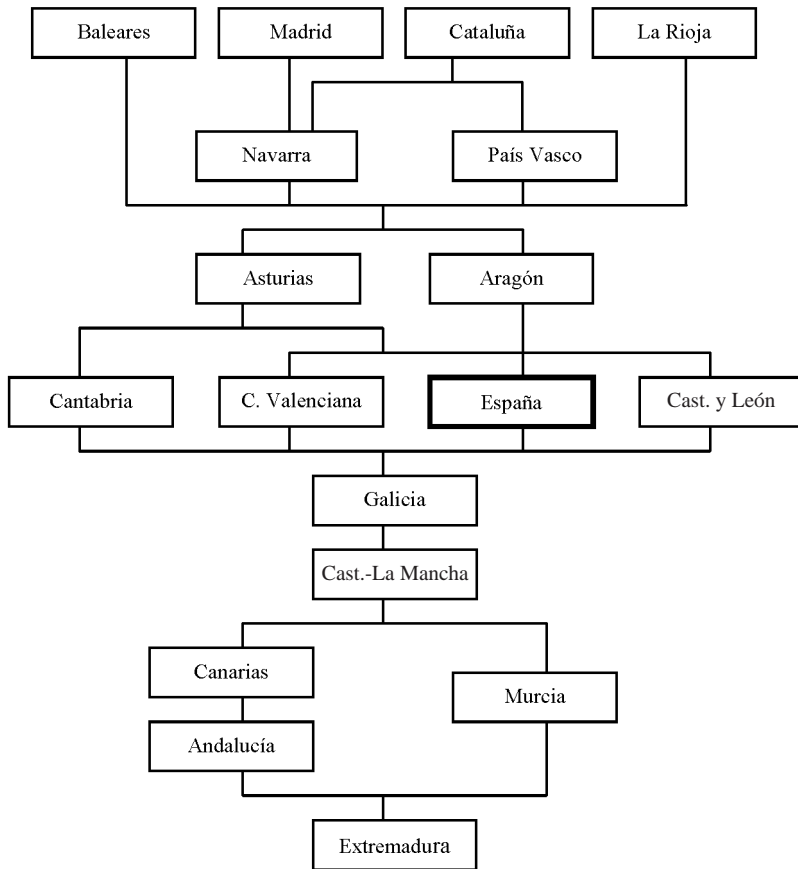 Baleares
Madrid
Cataluña
La Rioja
Navarra
País Vasco
Asturias
Aragón
Cantabria
C. Valenciana
España
Cast. y León
Galicia
Cast.-La Mancha
Canarias
Murcia
Andalucía
Extremadura